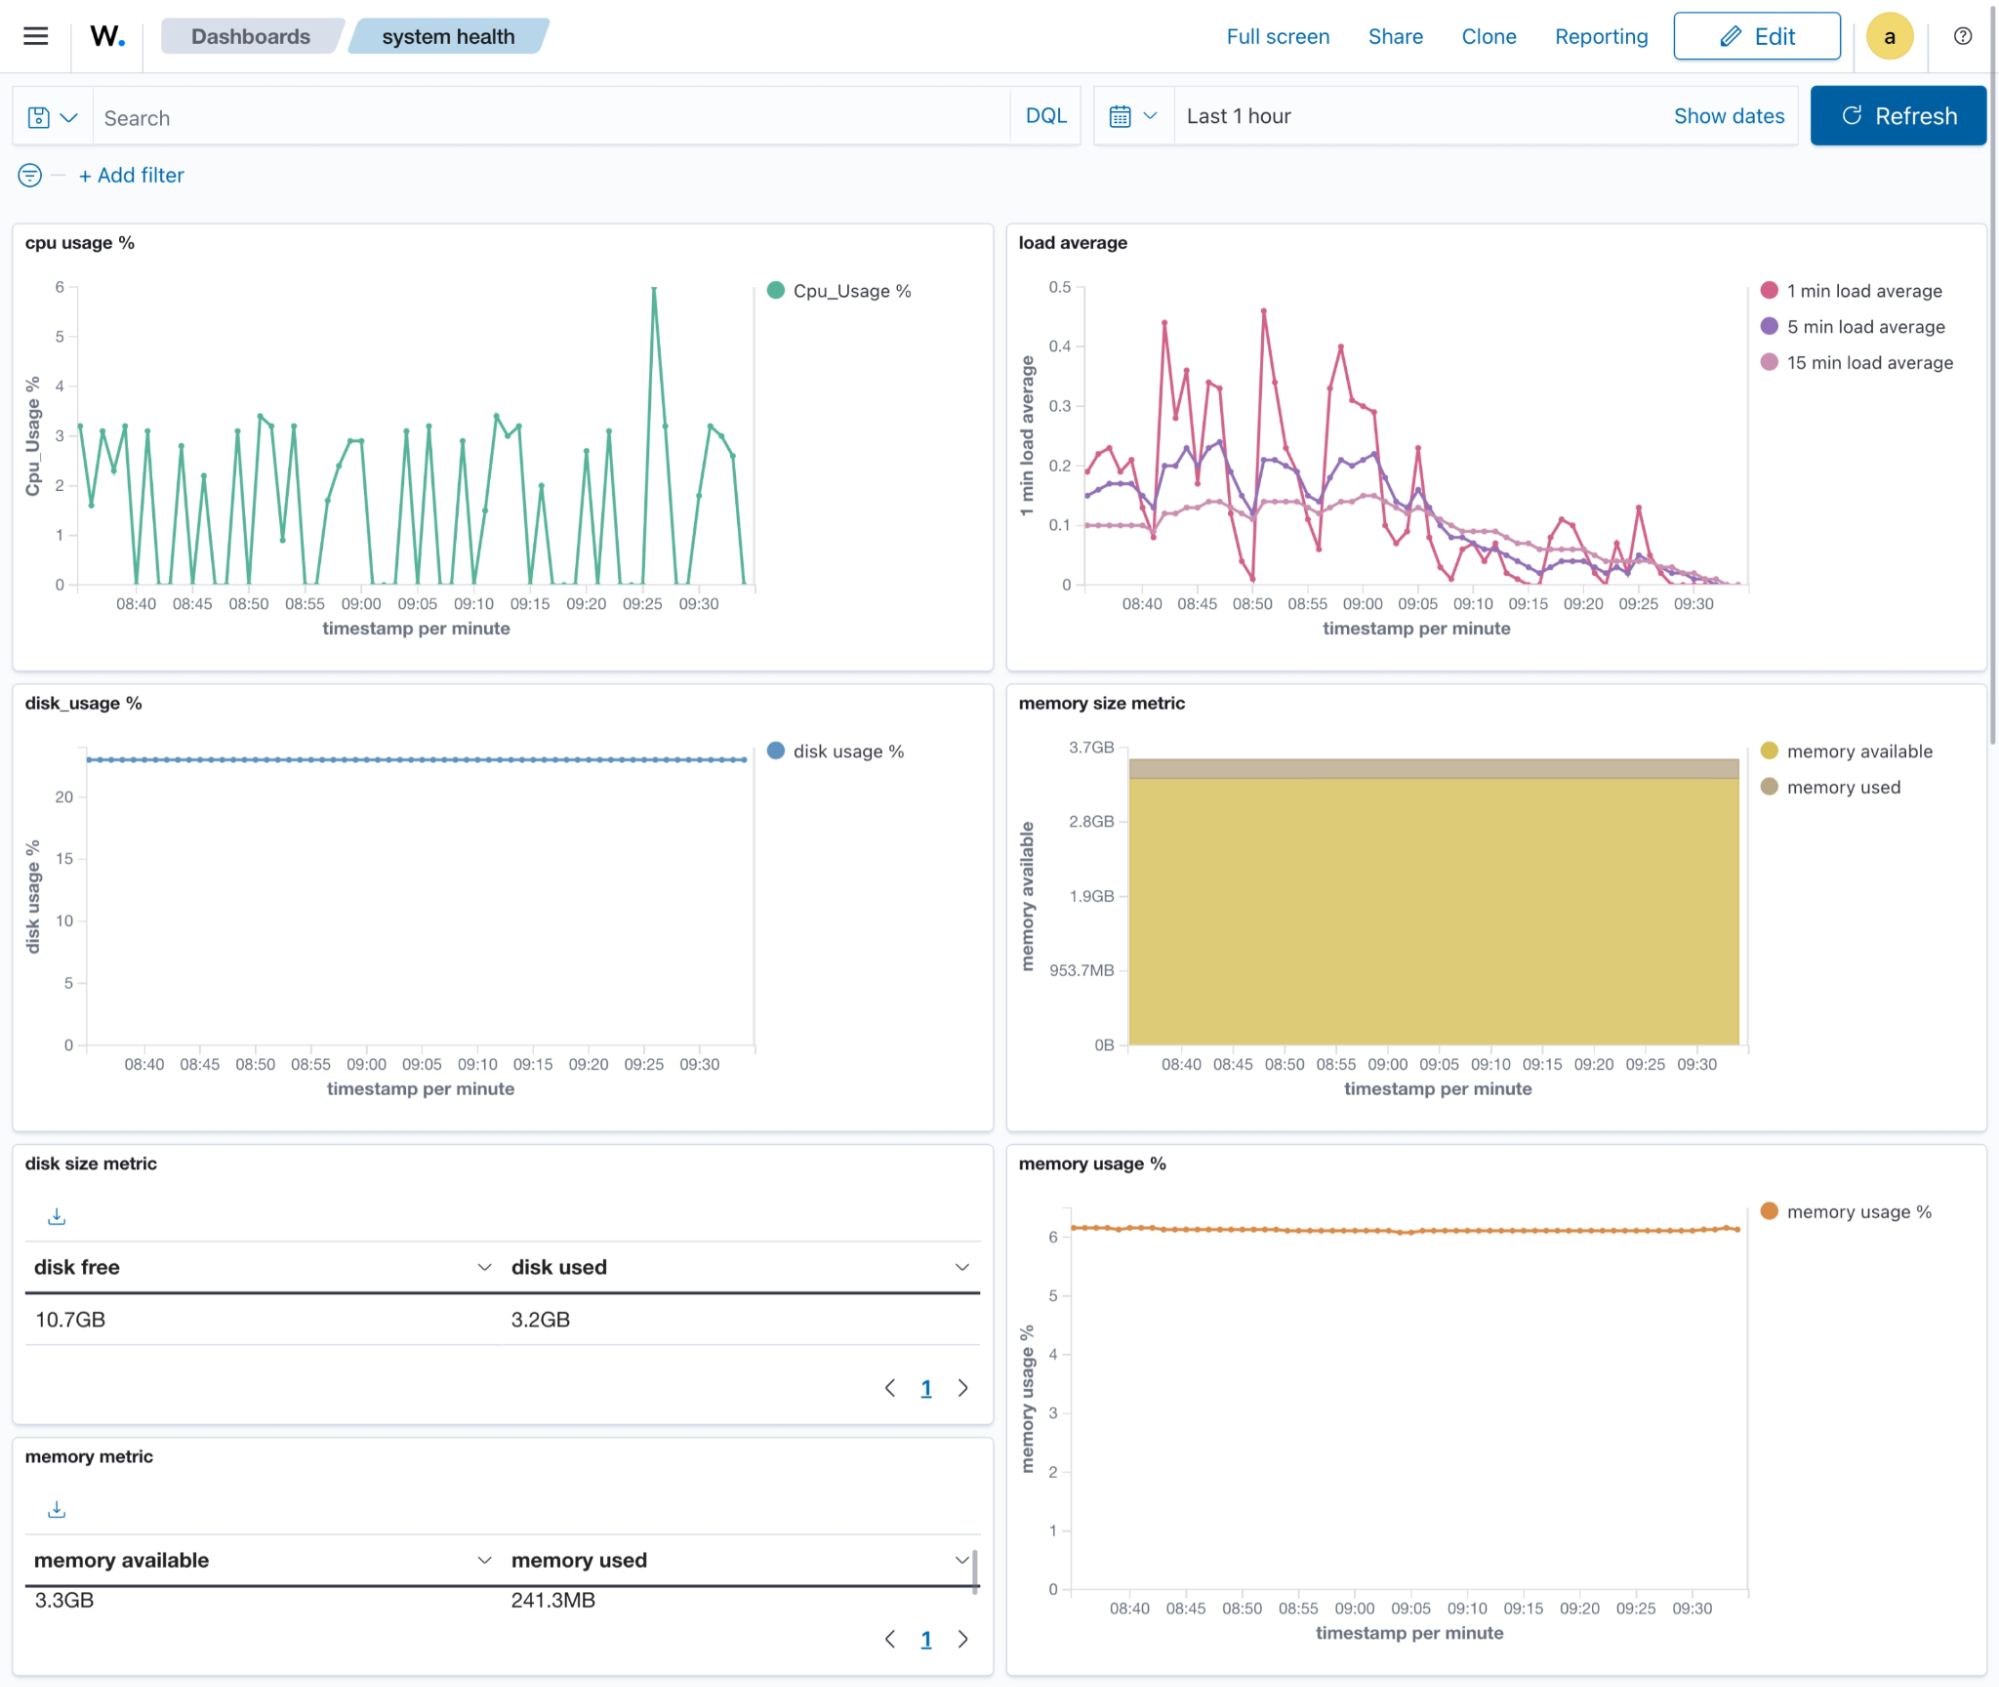 W. Dashboards system health Full screen Share Clone Reporting Edit a
Search DQL Last 1 hour Show dates Refresh
+ Add filter
cpu usage %
6
5
4
3
2
1
0
Cpu_Usage %
08:40 08:45 08:50 08:55 09:00 09:05 09:10 09:15 09:20 09:25 09:30
timestamp per minute
Cpu_Usage %
load average
0.5
0.4
0.3
0.2
0.1
0
1 min load average
08:40 08:45 08:50 08:55 09:00 09:05 09:10 09:15 09:20 09:25 09:30
timestamp per minute
1 min load average
5 min load average
15 min load average
disk_usage %
20
15
10
5
0
disk usage %
08:40 08:45 08:50 08:55 09:00 09:05 09:10 09:15 09:20 09:25 09:30
timestamp per minute
disk usage %
memory size metric
3.7GB
2.8GB
1.9GB
953.7MB
0B
memory available
08:40 08:45 08:50 08:55 09:00 09:05 09:10 09:15 09:20 09:25 09:30
timestamp per minute
memory available
memory used
disk size metric
disk free disk used
10.7GB 3.2GB
1
memory metric
memory available memory used
3.3GB 241.3MB
1
memory usage %
6
5
4
3
2
1
0
memory usage %
08:40 08:45 08:50 08:55 09:00 09:05 09:10 09:15 09:20 09:25 09:30
timestamp per minute
memory usage %